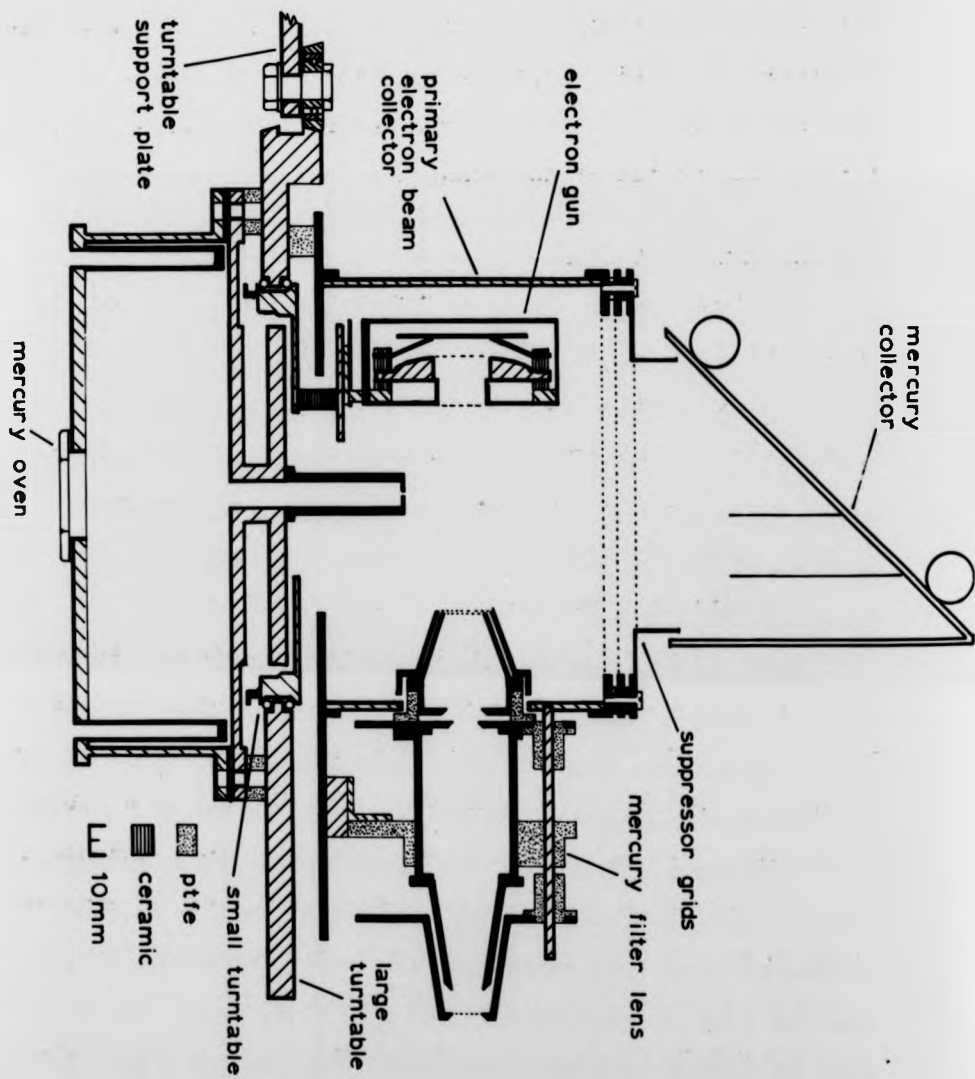 turntable
support plate
primary
electron beam
collector
electron gun
mercury
collector
suppressor grids
mercury filter lens
large
turntable
small turntable
ptfe
ceramic
10mm
mercury oven